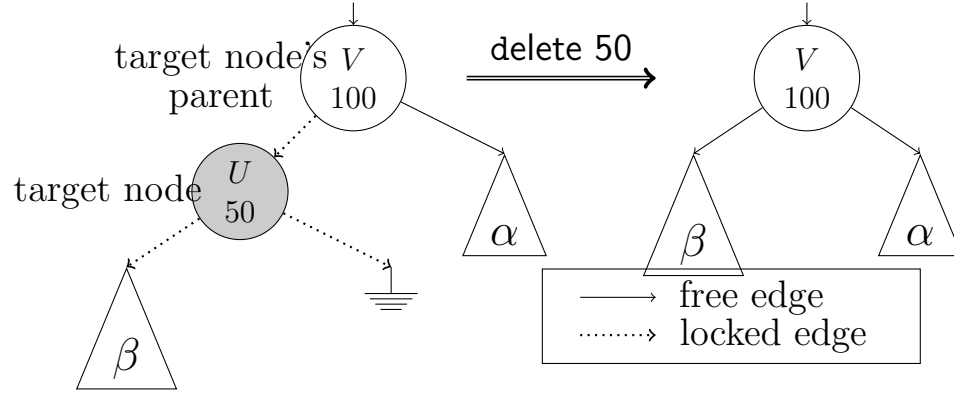 target node's
parent
V
100
delete 50
V
100
target node
U
50
α
β
α
β
free edge
locked edge